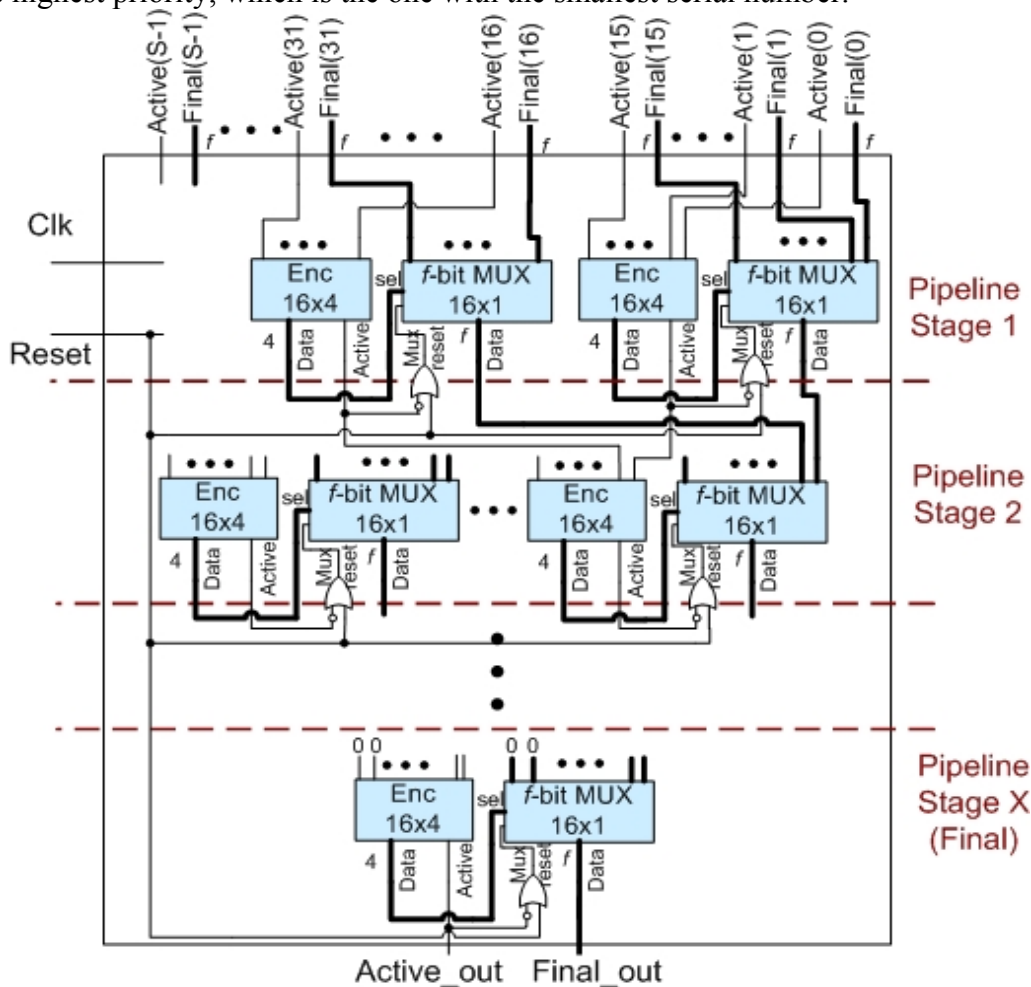 highest priority, which is the one with the smallest serial number.
Active(S-1)
Final(S-1)
Active(31)
Final(31)
Active(16)
Final(16)
Active(15)
Final(15)
Active(1)
Final(1)
Active(0)
Final(0)
f
f
f
f
f
f
Clk
Reset
Enc
16x4
sel
f-bit MUX
16x1
Enc
16x4
sel
f-bit MUX
16x1
Pipeline
Stage 1
4
Data
Active
Mux
reset
f
Data
4
Data
Active
Mux
reset
f
Data
Enc
16x4
sel
f-bit MUX
16x1
Enc
16x4
sel
f-bit MUX
16x1
Pipeline
Stage 2
4
Data
Active
Mux
reset
f
Data
4
Data
Active
Mux
reset
f
Data
0 0
0 0
Enc
16x4
sel
f-bit MUX
16x1
Pipeline
Stage X
(Final)
4
Data
Active
Mux
reset
f
Data
Active_out
Final_out